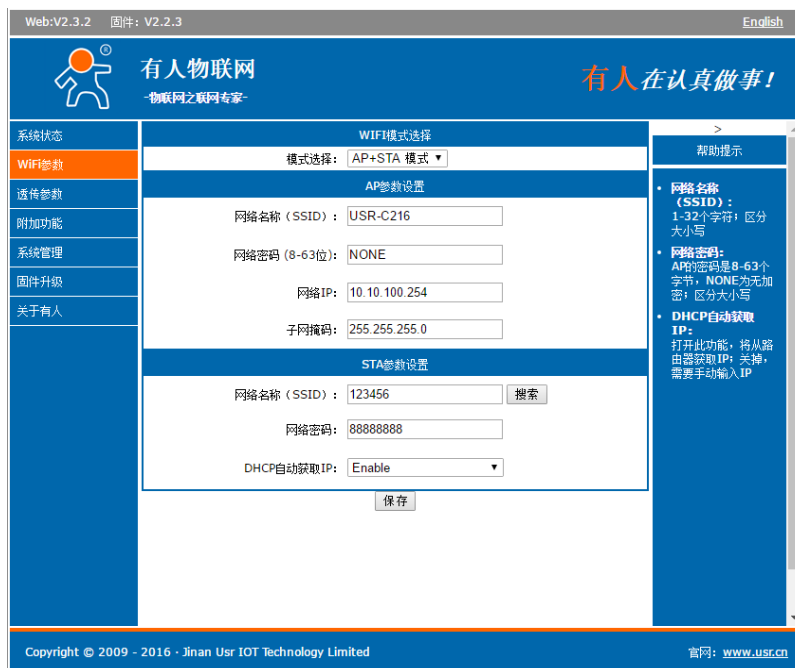 Web:V2.3.2 固件: V2.2.3 English
®
有人物联网
-物联网之联网专家-
有人在认真做事!
系统状态
WiFi参数
透传参数
附加功能
系统管理
固件升级
关于有人
WIFI模式选择
模式选择: AP+STA 模式
AP参数设置
网络名称（SSID）: USR-C216
网络密码 (8-63位): NONE
网络IP: 10.10.100.254
子网掩码: 255.255.255.0
STA参数设置
网络名称（SSID）: 123456 搜索
网络密码: 88888888
DHCP自动获取IP: Enable
保存
>
帮助提示
• 网络名称
（SSID）:
1-32个字符; 区分
大小写
• 网络密码:
AP的密码是8-63个
字节, NONE为无加
密; 区分大小写
• DHCP自动获取
IP:
打开此功能, 将从路
由器获取IP; 关掉,
需要手动输入IP
Copyright © 2009 - 2016 · Jinan Usr IOT Technology Limited 官网: www.usr.cn